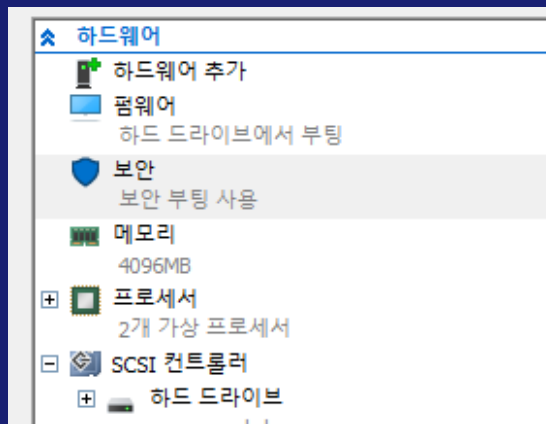 하드웨어
하드웨어 추가
펌웨어
하드 드라이브에서 부팅
보안
보안 부팅 사용
메모리
4096MB
프로세서
2개 가상 프로세서
SCSI 컨트롤러
하드 드라이브